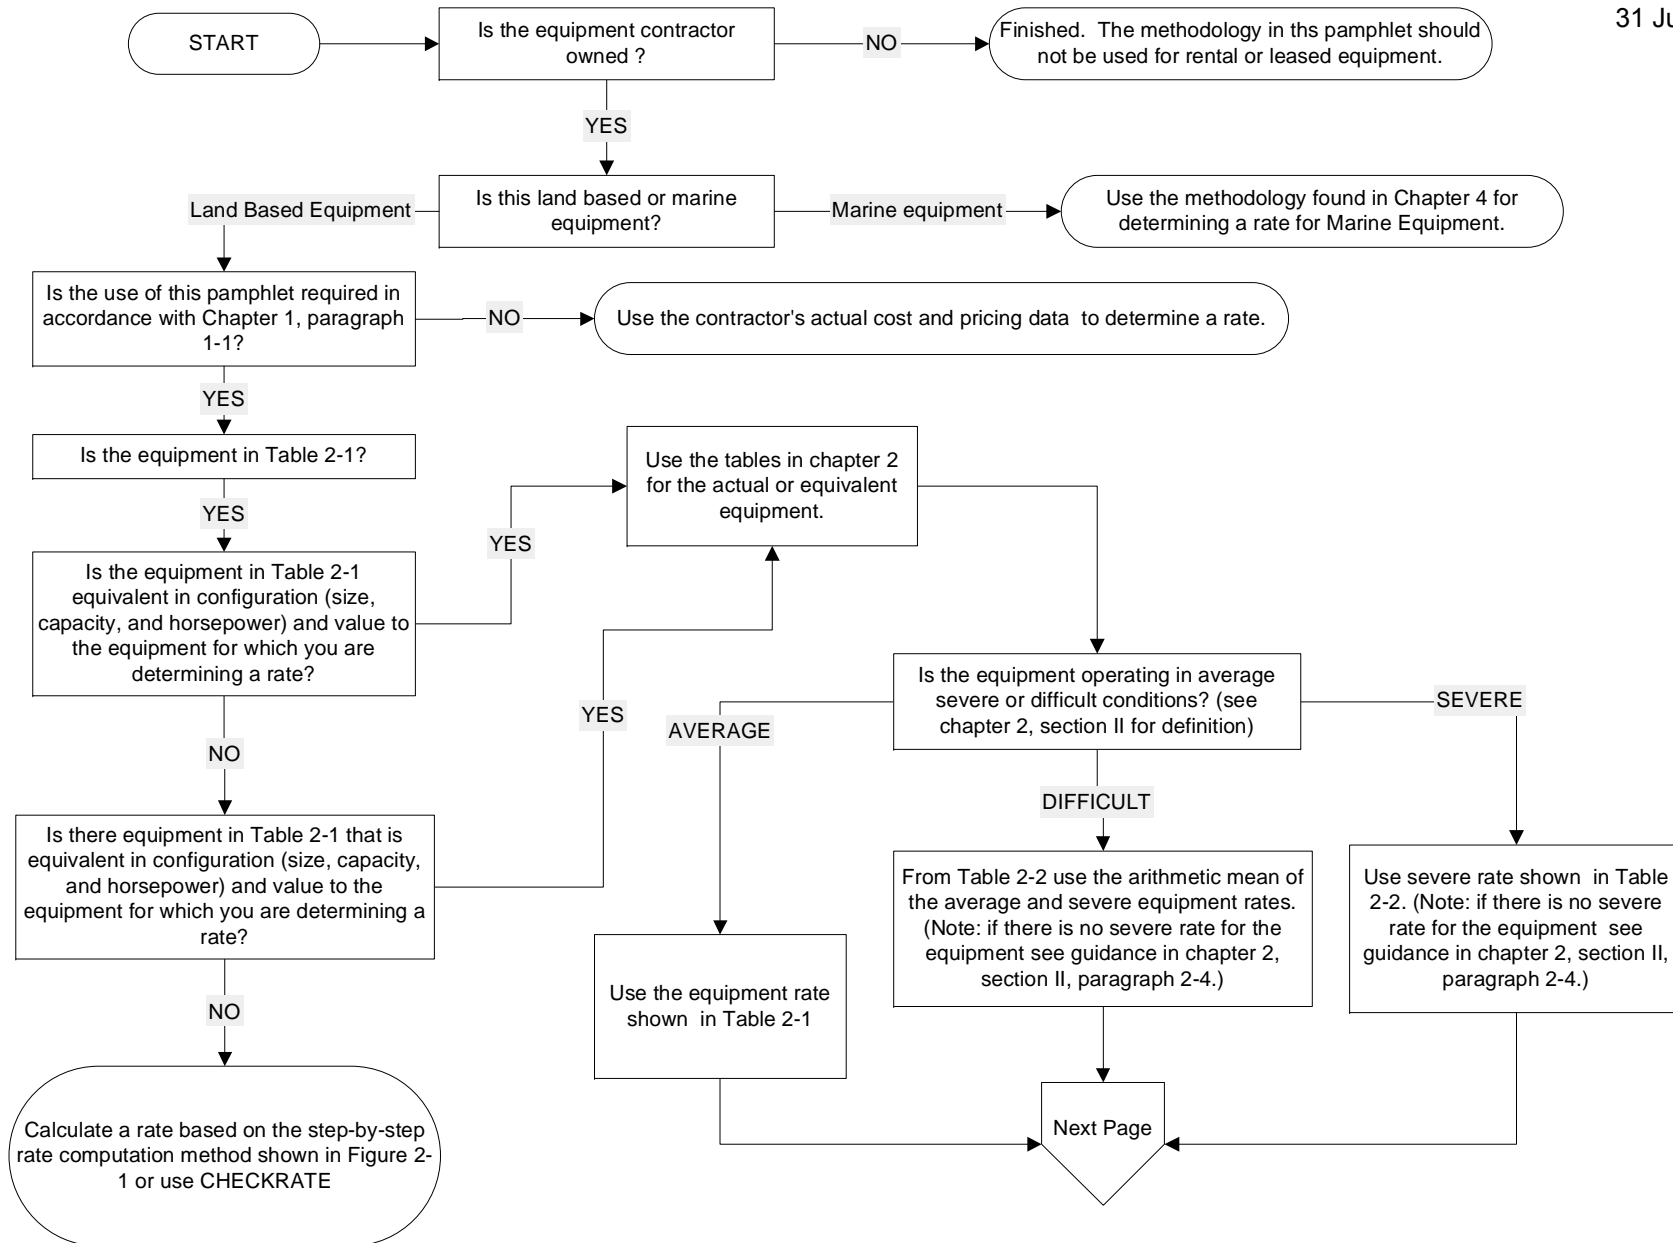 31 Ju
START
Is the equipment contractor
owned ?
NO
Finished.  The methodology in ths pamphlet should
not be used for rental or leased equipment.
YES
Land Based Equipment
Is this land based or marine
equipment?
Marine equipment
Use the methodology found in Chapter 4 for
determining a rate for Marine Equipment.
Is the use of this pamphlet required in
accordance with Chapter 1, paragraph
1-1?
NO
Use the contractor's actual cost and pricing data  to determine a rate.
YES
Is the equipment in Table 2-1?
YES
Is the equipment in Table 2-1
equivalent in configuration (size,
capacity, and horsepower) and value to
the equipment for which you are
determining a rate?
YES
Use the tables in chapter 2
for the actual or equivalent
equipment.
NO
YES
Is there equipment in Table 2-1 that is
equivalent in configuration (size, capacity,
and horsepower) and value to the
equipment for which you are determining a
rate?
NO
Calculate a rate based on the step-by-step
rate computation method shown in Figure 2-
1 or use CHECKRATE
Is the equipment operating in average
severe or difficult conditions? (see
chapter 2, section II for definition)
AVERAGE
DIFFICULT
SEVERE
Use the equipment rate
shown  in Table 2-1
From Table 2-2 use the arithmetic mean of
the average and severe equipment rates.
(Note: if there is no severe rate for the
equipment see guidance in chapter 2,
section II, paragraph 2-4.)
Use severe rate shown  in Table
2-2. (Note: if there is no severe
rate for the equipment  see
guidance in chapter 2, section II,
paragraph 2-4.)
Next Page